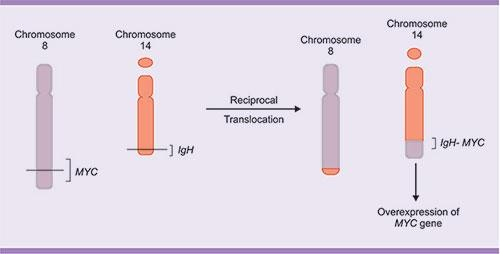 Chromosome
8
Chromosome
14
MYC
IgH
Reciprocal
Translocation
Chromosome
8
Chromosome
14
IgH- MYC
Overexpression of
MYC gene